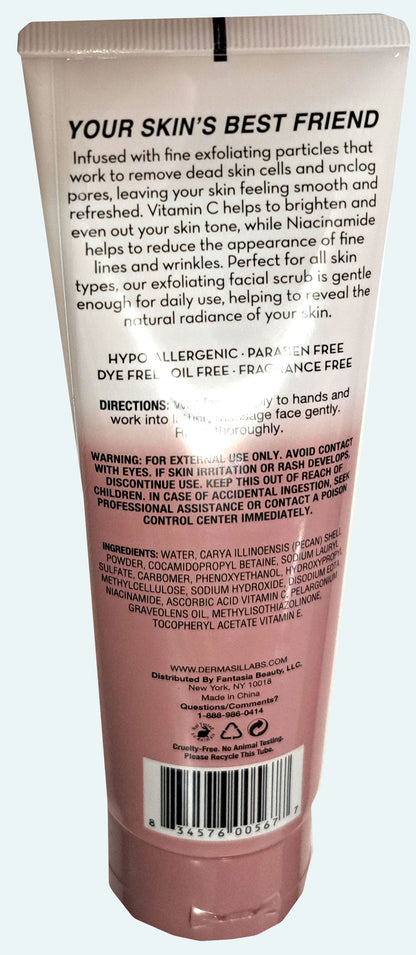 YOUR SKIN'S BEST FRIEND
Infused with fine exfoliating particles that
work to remove dead skin cells and unclog
pores, leaving your skin feeling smooth and
refreshed. Vitamin C helps to brighten and
even out your skin tone, while Niacinamide
helps to reduce the appearance of fine
lines and wrinkles. Perfect for all skin
types, our exfoliating facial scrub is gentle
enough for daily use, helping to reveal the
natural radiance of your skin.
HYPOALLERGENIC · PARABEN FREE
DYE FREE · OIL FREE · FRAGRANCE FREE
DIRECTIONS: to hands and
work into massage face gently.
thoroughly.
WARNING: FOR EXTERNAL USE ONLY. AVOID CONTACT
WITH EYES. IF SKIN IRRITATION OR RASH DEVELOPS,
DISCONTINUE USE. KEEP THIS OUT OF REACH OF
CHILDREN. IN CASE OF ACCIDENTAL INGESTION, SEEK
PROFESSIONAL ASSISTANCE OR CONTACT A POISON
CONTROL CENTER IMMEDIATELY.
INGREDIENTS: WATER, CARYA ILLINOENSIS (PECAN) SHELL
POWDER, COCAMIDOPROPYL BETAINE, SODIUM LAURYL
SULFATE, CARBOMER, PHENOXYETHANOL, HYDROXYPROPYL
METHYLCELLULOSE, SODIUM HYDROXIDE, DISODIUM EDTA,
NIACINAMIDE, ASCORBIC ACID VITAMIN C, PELARGONIUM
GRAVEOLENS OIL, METHYLISOTHIAZOLINONE,
TOCOPHERYL ACETATE VITAMIN E.
WWW.DERMASILLABS.COM
Distributed By Fantasia Beauty, LLC.
New York, NY 10018
Made in China
Questions/Comments?
1-888-986-0414
Cruelty-Free. No Animal Testing.
Please Recycle This Tube.
8 34576 00567 7